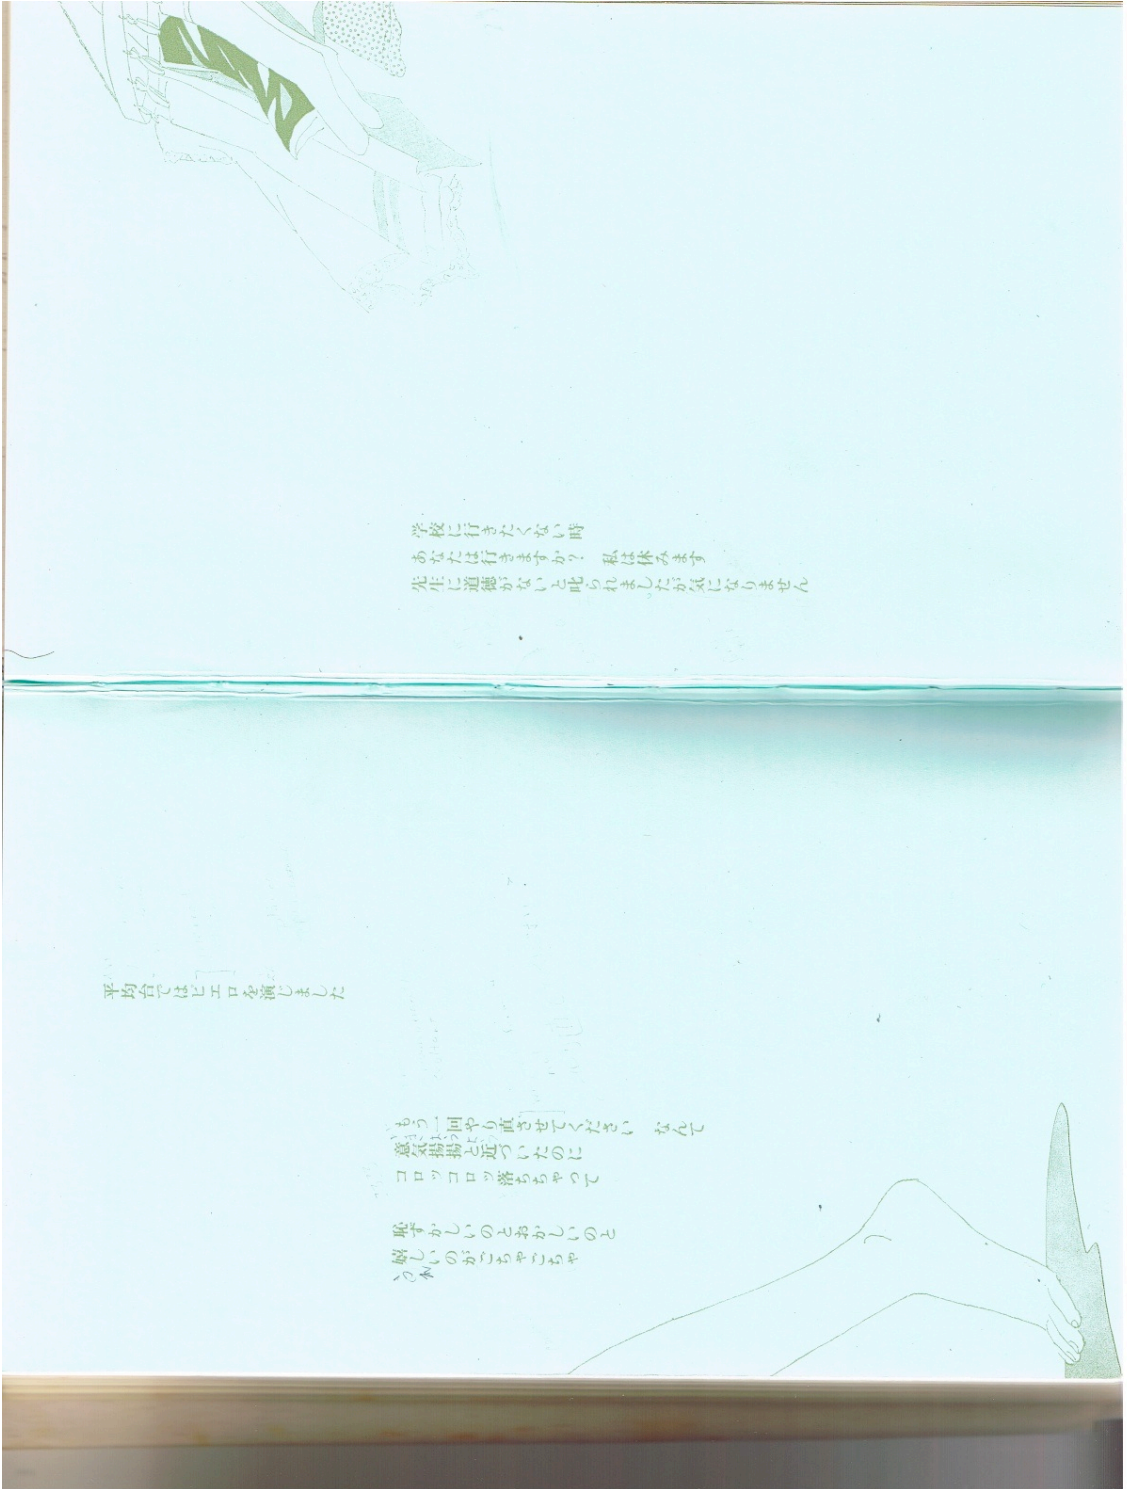 学校に行きたくない時
あなたは行きますか？　私は休みます
先生に道徳がないと叱られましたが気になりません
平均台ではピエロを演じました
もう一回やり直させてください　なんて
意気揚揚と近づいたのに
コロッコロッ落ちちゃって
恥ずかしいのとおかしいのと
嬉しいのがごちゃごちゃ
うれ